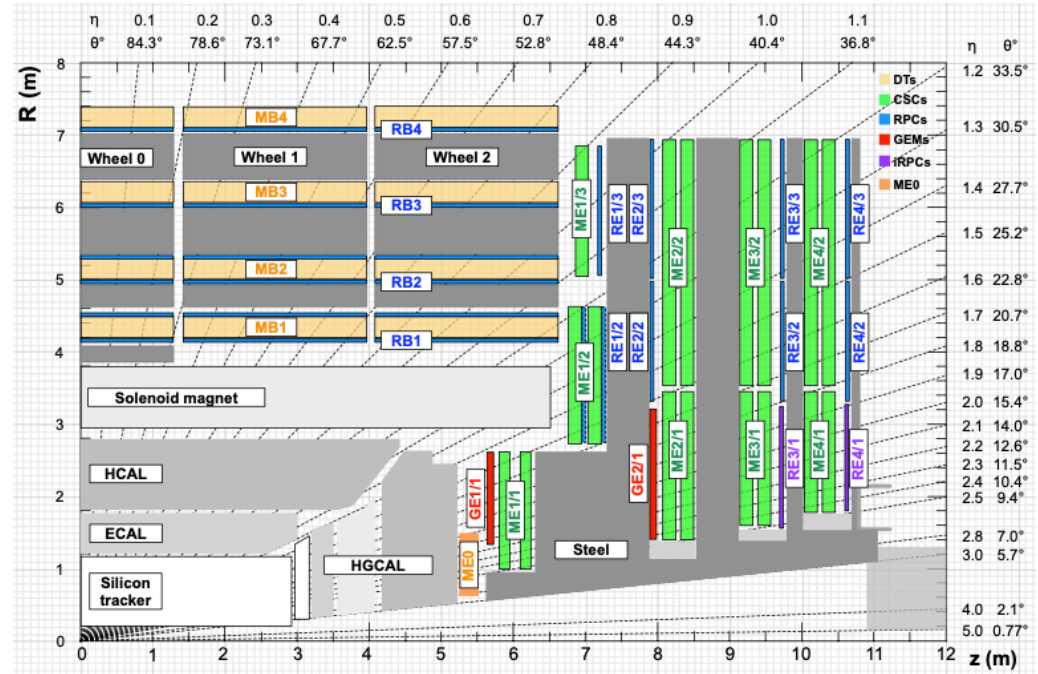 η 0.1 0.2 0.3 0.4 0.5 0.6 0.7 0.8 0.9 1.0 1.1
θ° 84.3° 78.6° 73.1° 67.7° 62.5° 57.5° 52.8° 48.4° 44.3° 40.4° 36.8° η θ°
R (m)
8
7
6
5
4
3
2
1
0
1.2 33.5°
1.3 30.5°
1.4 27.7°
1.5 25.2°
1.6 22.8°
1.7 20.7°
1.8 18.8°
1.9 17.0°
2.0 15.4°
2.1 14.0°
2.2 12.6°
2.3 11.5°
2.4 10.4°
2.5 9.4°
2.8 7.0°
3.0 5.7°
4.0 2.1°
5.0 0.77°
DTs
CSCs
RPCs
GEMs
iRPCs
ME0
MB4
RB4
Wheel 0 Wheel 1 Wheel 2
MB3
RB3
MB2
RB2
MB1
RB1
Solenoid magnet
HCAL
ECAL
Silicon
tracker
HGCAL
Steel
ME0
GE1/1
ME1/1
ME1/2
ME1/3
RE1/3
RE2/3
RE1/2
RE2/2
GE2/1
ME2/2
ME2/1
ME3/2
ME3/1
RE3/3
RE3/2
RE3/1
ME4/2
ME4/1
RE4/3
RE4/2
RE4/1
0 1 2 3 4 5 6 7 8 9 10 11 12
z (m)